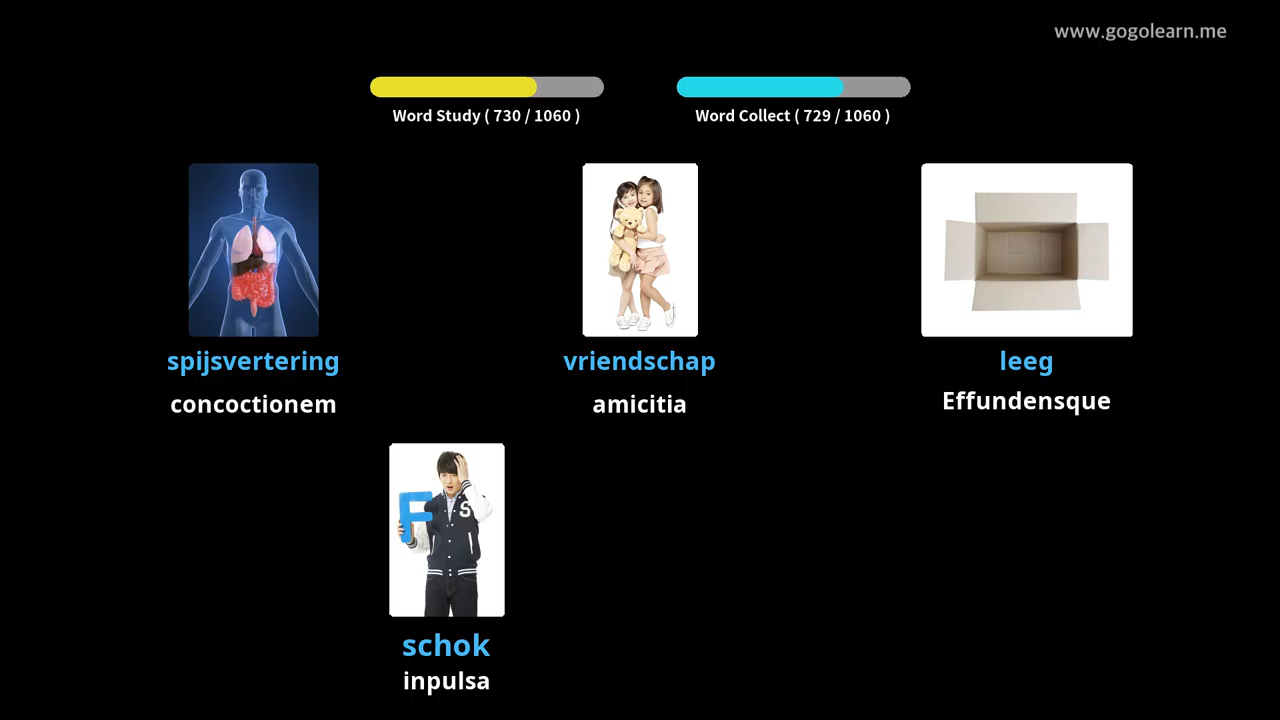 www.gogolearn.me
Word Study ( 730 / 1060 )
Word Collect ( 729 / 1060 )
spijsvertering
concoctionem
vriendschap
amicitia
leeg
Effundensque
F
S
schok
inpulsa